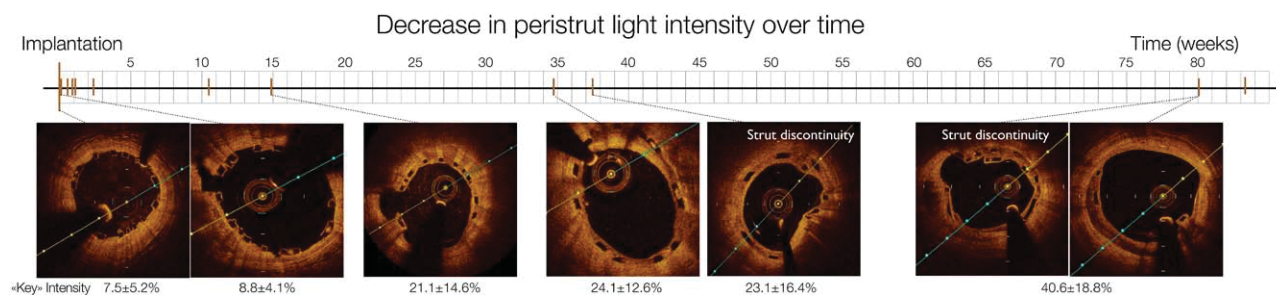 Decrease in peristrut light intensity over time
Implantation Time (weeks)
5 10 15 20 25 30 35 40 45 50 55 60 65 70 75 80
Strut discontinuity Strut discontinuity
«Key» Intensity 7.5±5.2% 8.8±4.1% 21.1±14.6% 24.1±12.6% 23.1±16.4% 40.6±18.8%